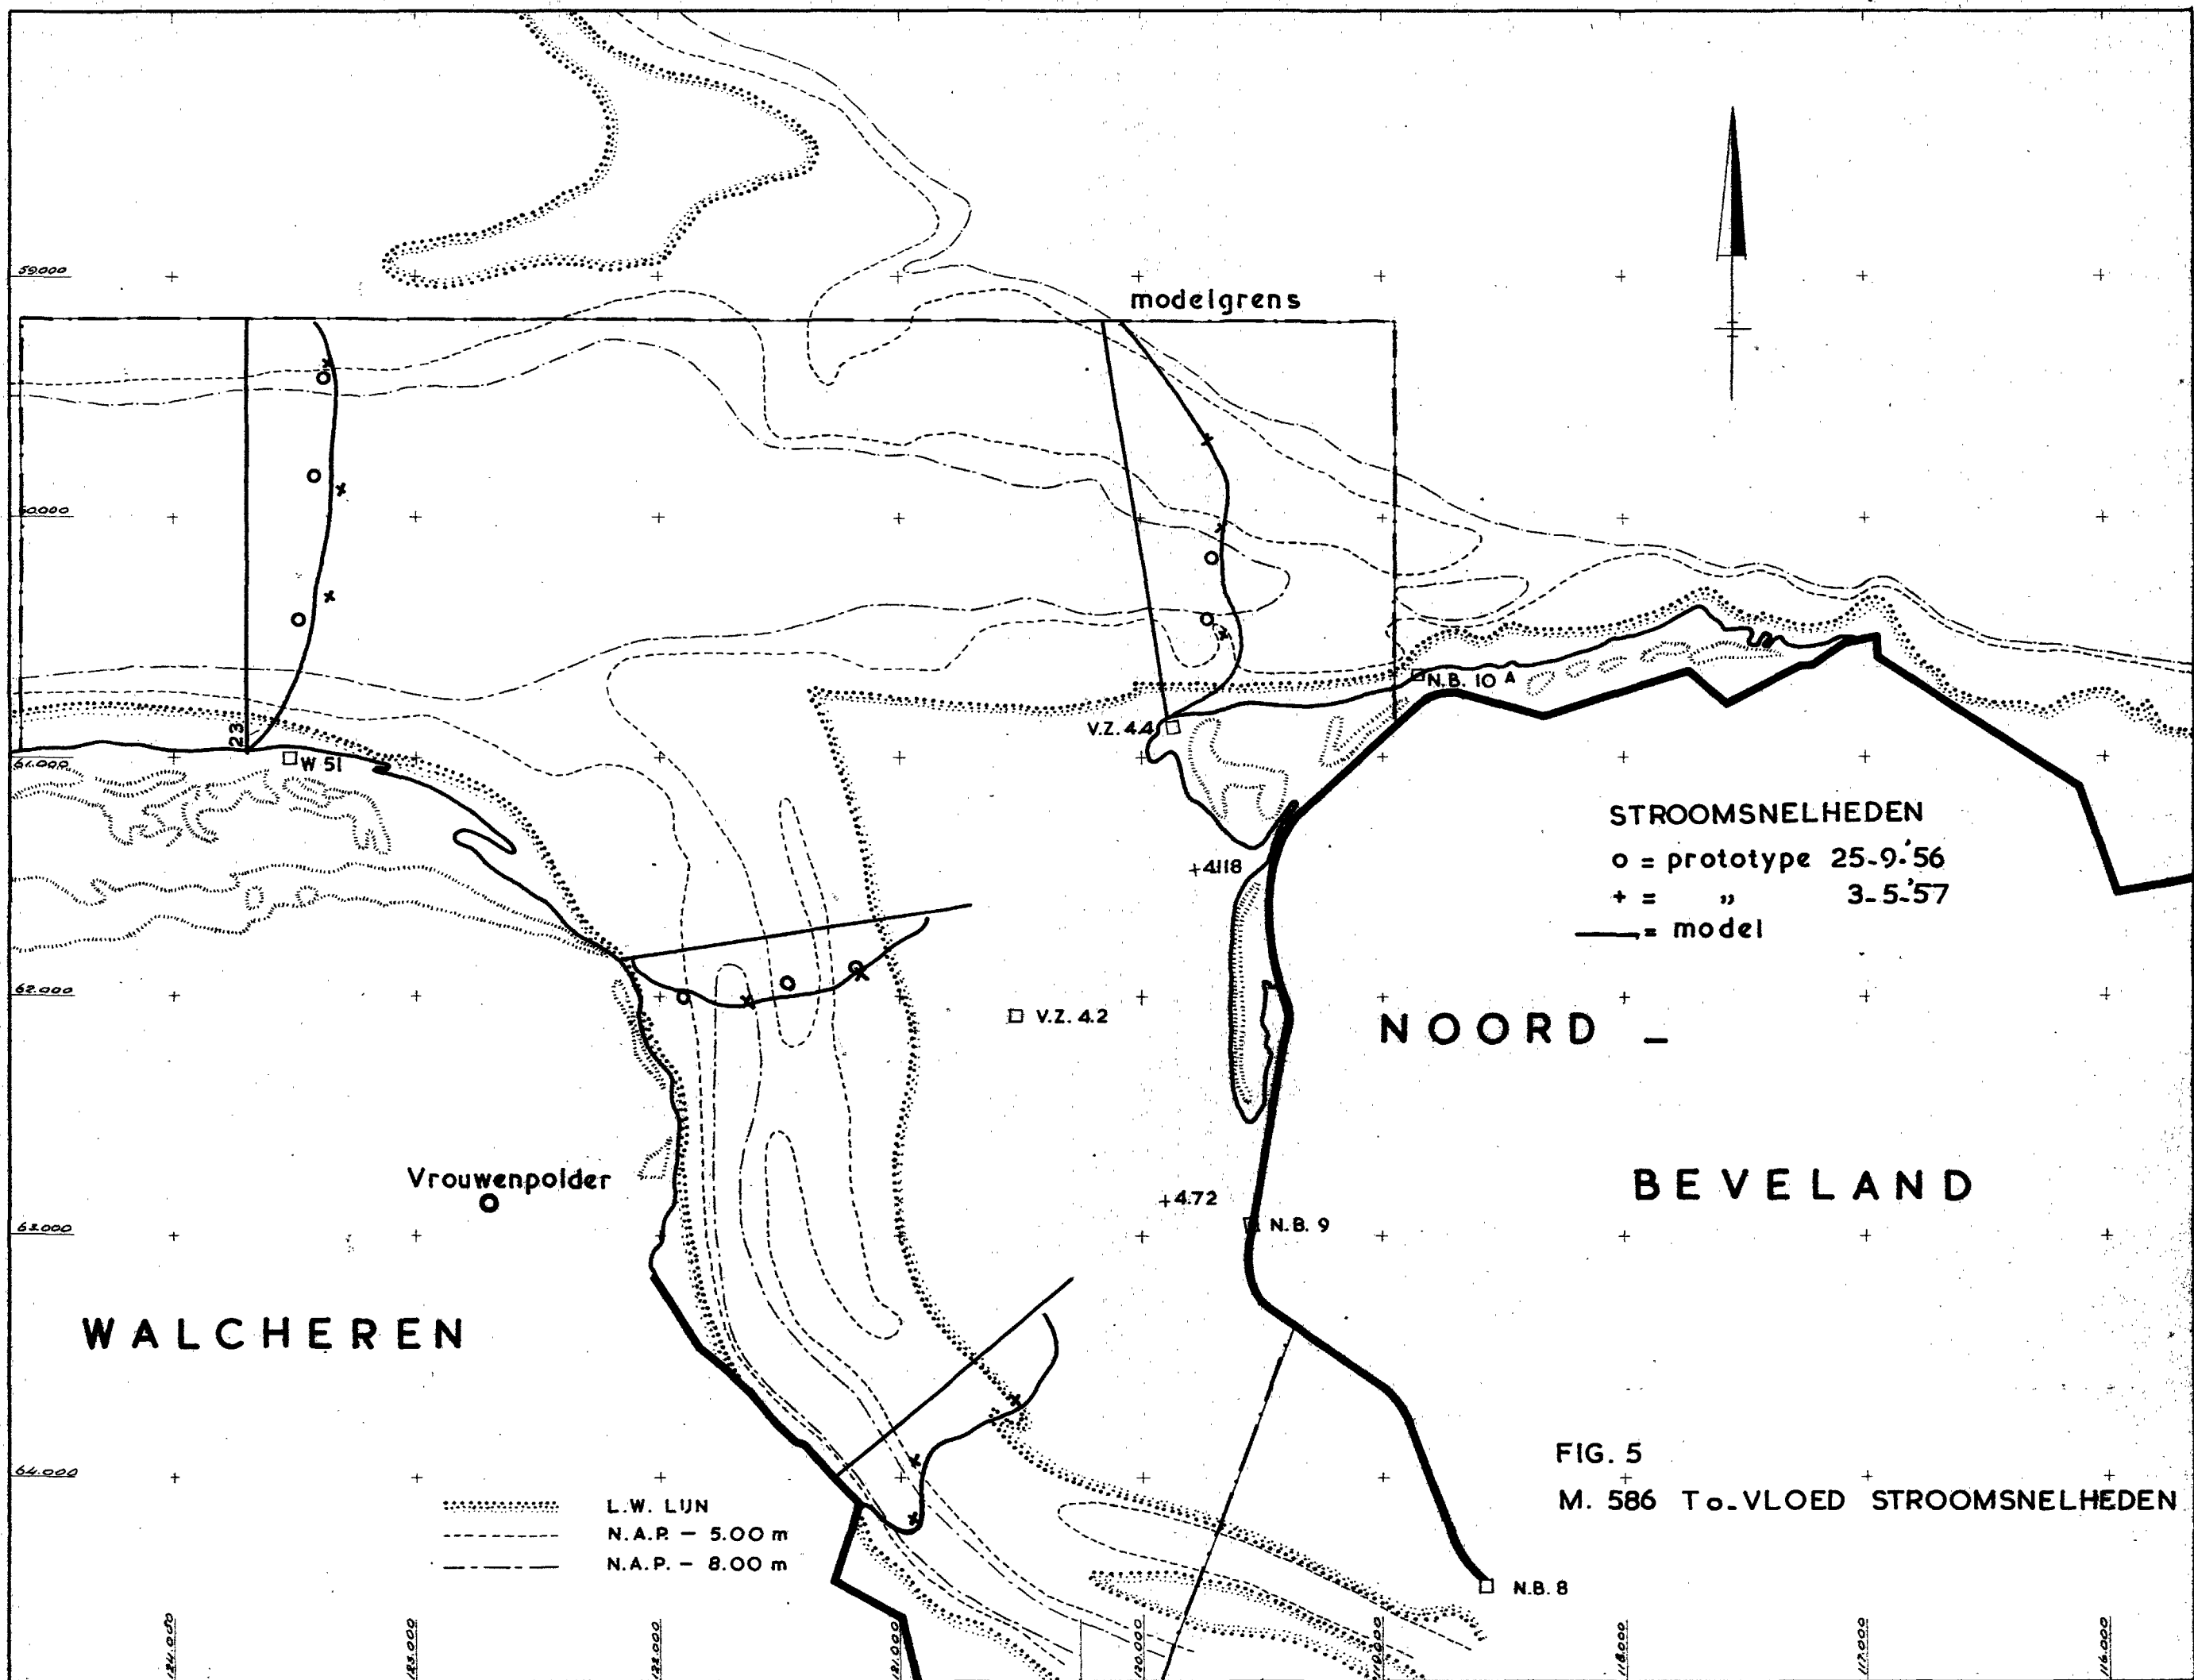 59.000
modelgrens
60.000
N.B. 10 A
V.Z. 4.4
23
W 51
61.000
STROOMSNELHEDEN
o = prototype 25-9-'56
+ = „ 3-5-'57
—— = model
+4118
62.000
V.Z. 4.2
NOORD –
Vrouwenpolder
BEVELAND
+4.72
N.B. 9
63.000
WALCHEREN
FIG. 5
64.000
M. 586 To-VLOED STROOMSNELHEDEN
L.W. LIJN
N.A.P. – 5.00 m
N.A.P. – 8.00 m
N.B. 8
124.000
123.000
122.000
121.000
120.000
119.000
118.000
117.000
116.000